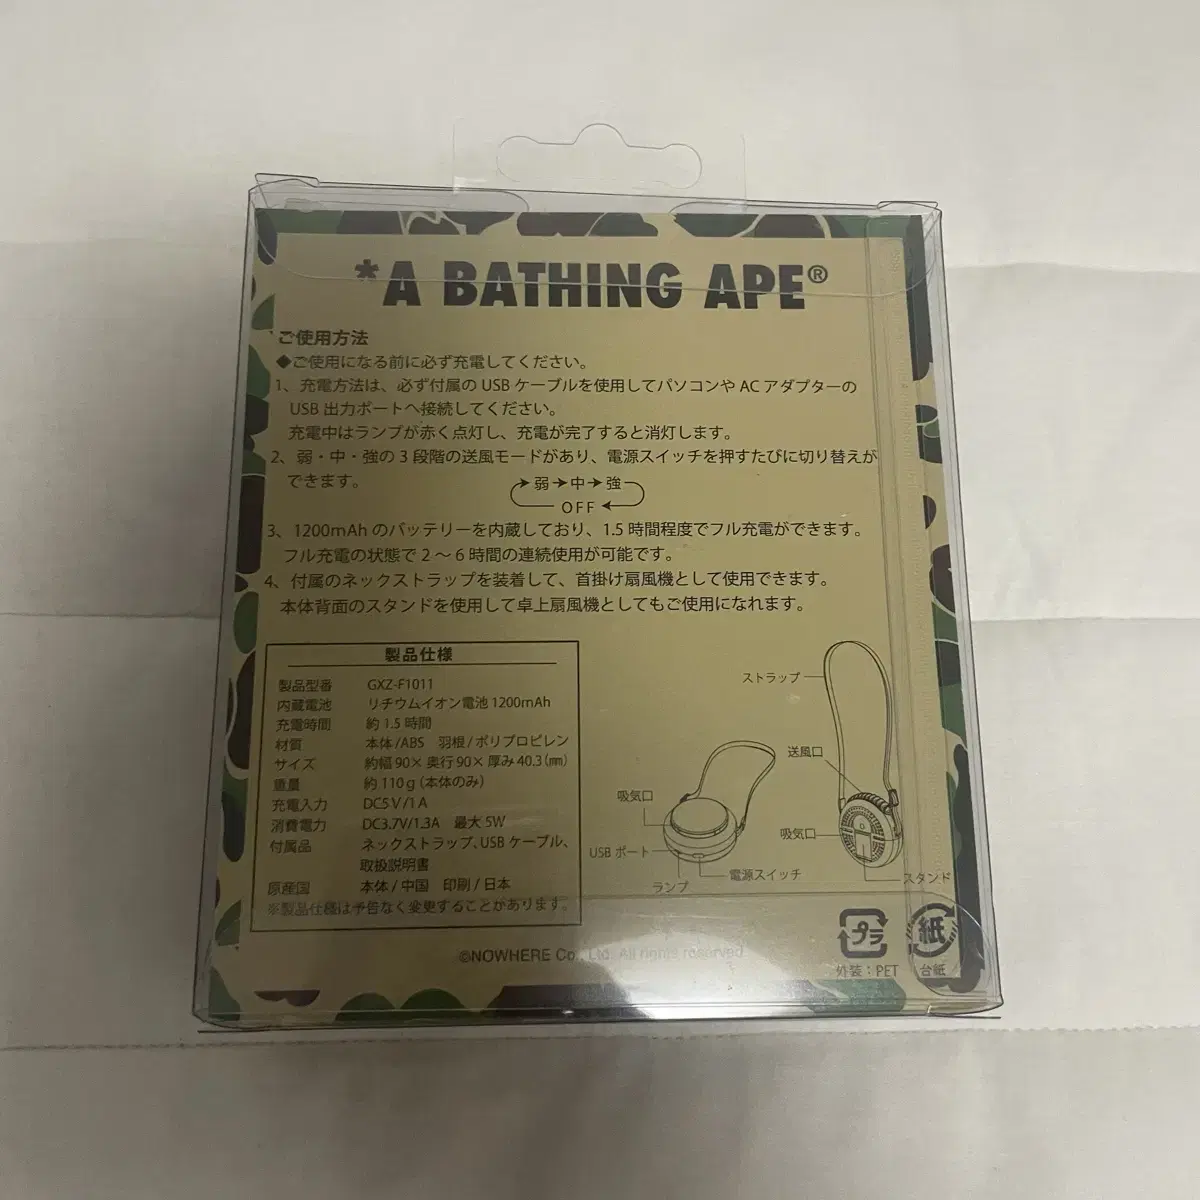 *A BATHING APE®
ご使用方法
◆ご使用になる前に必ず充電してください。
1、充電方法は、必ず付属の USB ケーブルを使用してパソコンや AC アダプターの
USB 出力ポートへ接続してください。
充電中はランプが赤く点灯し、充電が完了すると消灯します。
2、弱・中・強の 3 段階の送風モードがあり、電源スイッチを押すたびに切り替えが
できます。
弱→中→強
OFF
3、1200mAh のバッテリーを内蔵しており、1.5 時間程度でフル充電ができます。
フル充電の状態で 2～6 時間の連続使用が可能です。
4、付属のネックストラップを装着して、首掛け扇風機として使用できます。
本体背面のスタンドを使用して卓上扇風機としてもご使用になれます。
製品仕様
製品型番 GXZ-F1011
内蔵電池 リチウムイオン電池 1200mAh
充電時間 約 1.5 時間
材質 本体/ABS 羽根/ポリプロピレン
サイズ 約幅 90× 奥行 90× 厚み 40.3(㎜)
重量 約 110g (本体のみ)
充電入力 DC5V/1A
消費電力 DC3.7V/1.3A 最大 5W
付属品 ネックストラップ、USB ケーブル、
取扱説明書
原産国 本体/中国 印刷/日本
※製品仕様は予告なく変更することがあります。
ストラップ
送風口
吸気口
吸気口
USB ポート
ランプ
電源スイッチ
スタンド
プラ
紙
外装：PET
台紙
©NOWHERE Co., Ltd. All rights reserved.